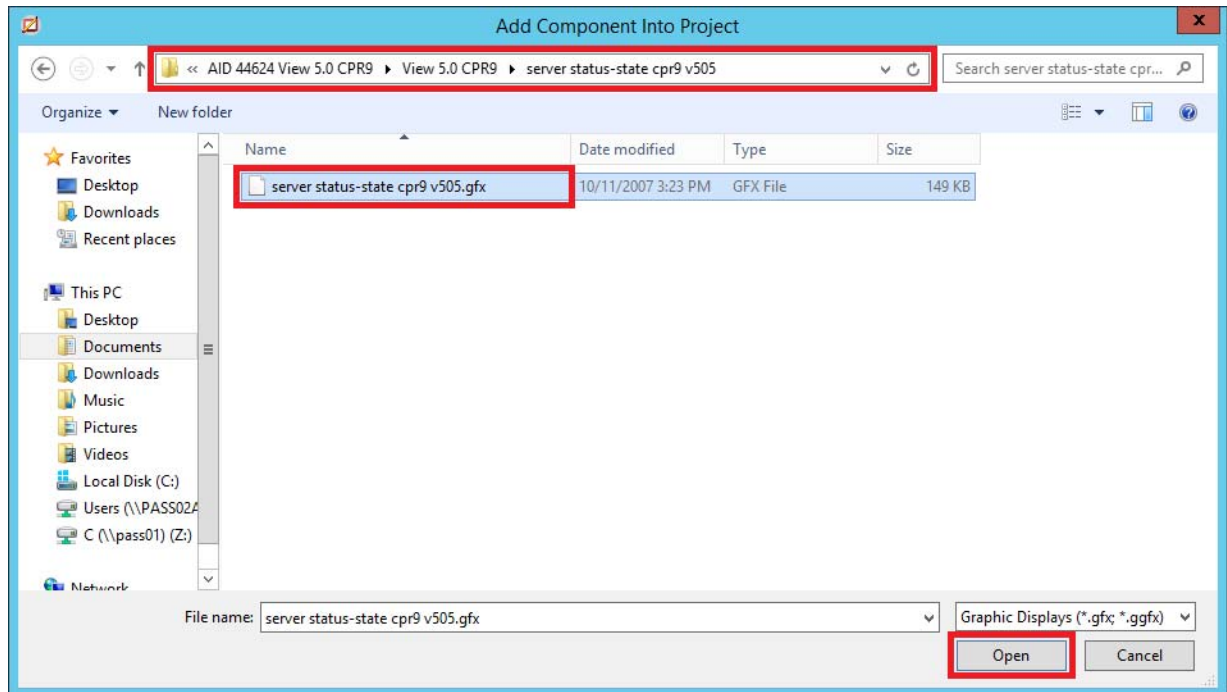 Add Component Into Project
x
« AID 44624 View 5.0 CPR9 View 5.0 CPR9 server status-state cpr9 v505
Search server status-state cpr...
Organize New folder
Name Date modified Type Size
server status-state cpr9 v505.gfx 10/11/2007 3:23 PM GFX File 149 KB
Favorites
Desktop
Downloads
Recent places
This PC
Desktop
Documents
Downloads
Music
Pictures
Videos
Local Disk (C:)
Users (\\PASS02A
C (\\pass01) (Z:)
Network
File name: server status-state cpr9 v505.gfx Graphic Displays (*.gfx; *.ggfx)
Open Cancel